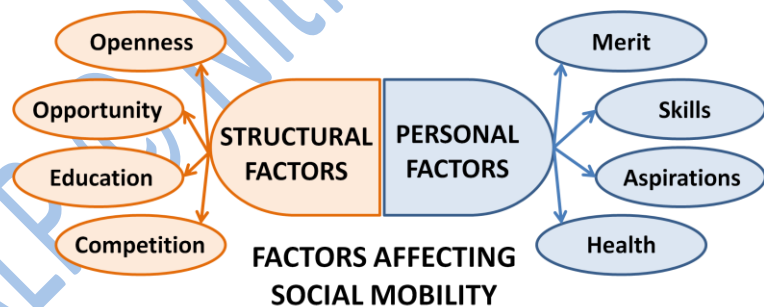 Openness
Opportunity
Education
Competition
STRUCTURAL
FACTORS
PERSONAL
FACTORS
Merit
Skills
Aspirations
Health
FACTORS AFFECTING
SOCIAL MOBILITY